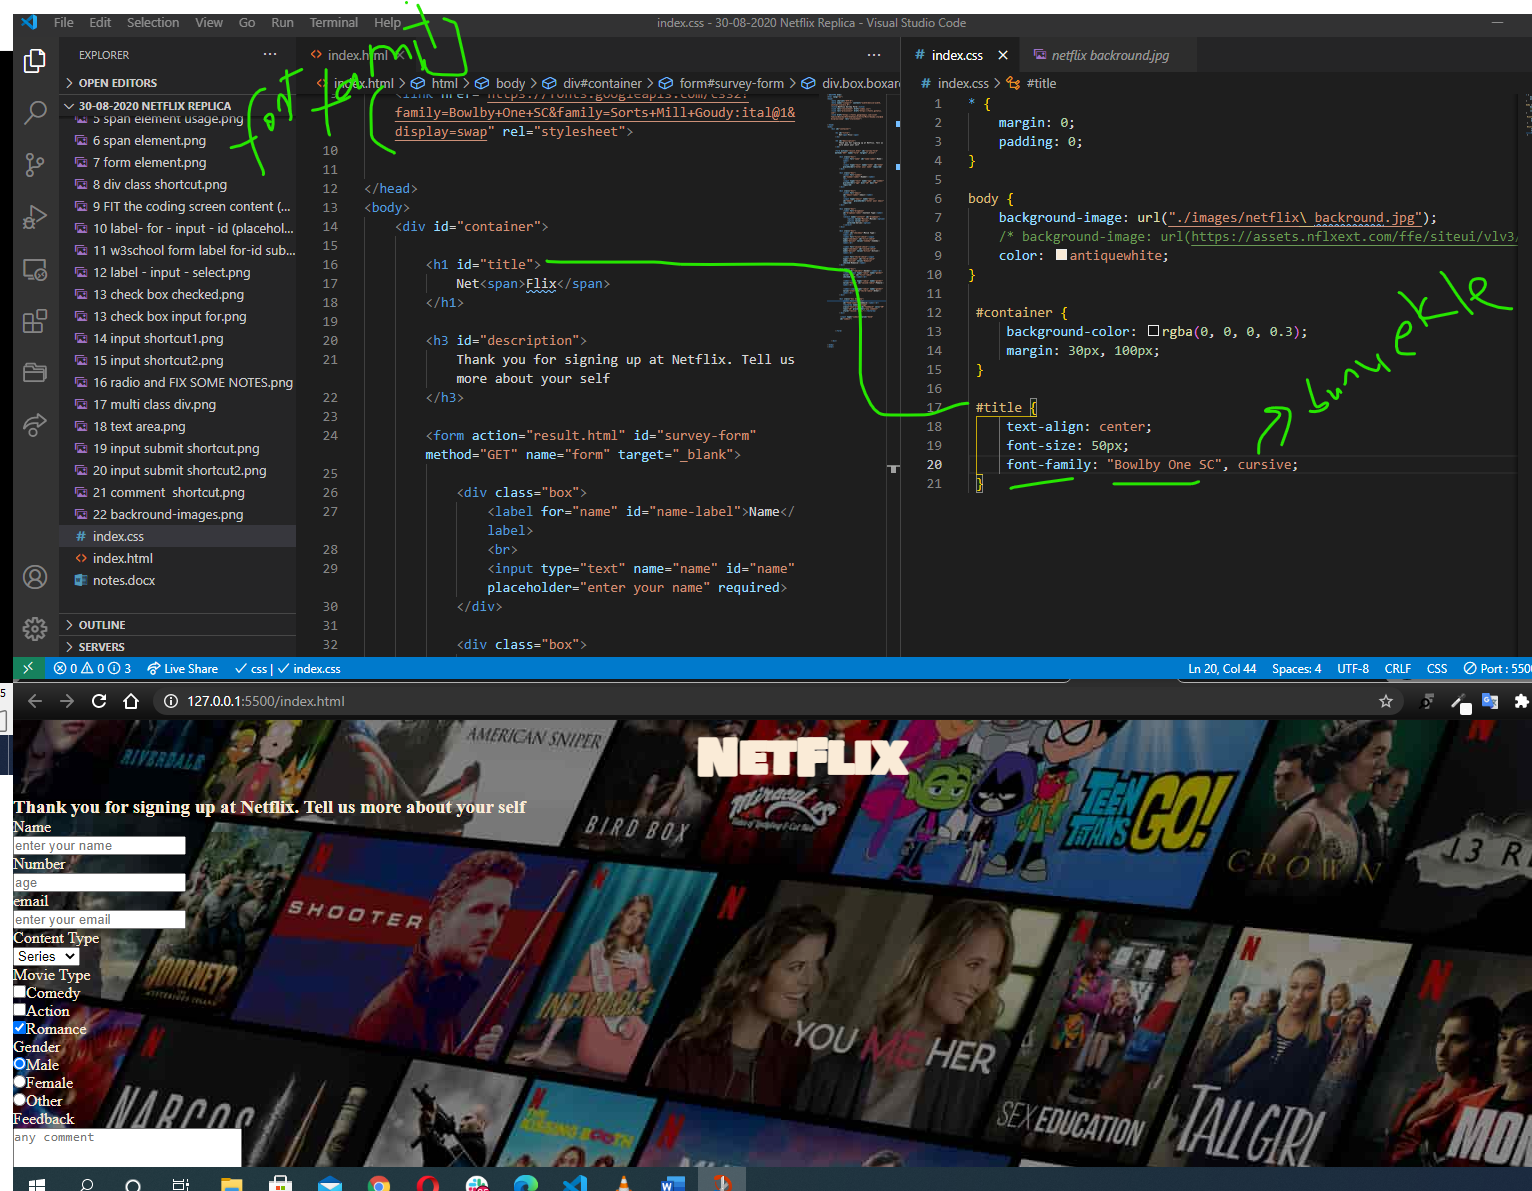 File Edit Selection View Go Run Terminal Help index.css - 30-08-2020 Netflix Replica - Visual Studio Code
EXPLORER
OPEN EDITORS
30-08-2020 NETFLIX REPLICA
5 span element usage.png
6 span element.png
7 form element.png
8 div class shortcut.png
9 FIT the coding screen content (...
10 label- for - input - id (placehol...
11 w3school form label for-id sub...
12 label - input - select.png
13 check box checked.png
13 check box input for.png
14 input shortcut1.png
15 input shortcut2.png
16 radio and FIX SOME NOTES.png
17 multi class div.png
18 text area.png
19 input submit shortcut.png
20 input submit shortcut2.png
21 comment shortcut.png
22 backround-images.png
index.css
index.html
notes.docx
OUTLINE
SERVERS
font family
index.html
index.html > html > body > div#container > form#survey-form > div.box.boxare
<link href="https://fonts.googleapis.com/css2?
family=Bowlby+One+SC&family=Sorts+Mill+Goudy:ital@1&
display=swap" rel="stylesheet">
10
11
12 </head>
13 <body>
14 <div id="container">
15
16 <h1 id="title">
17 Net<span>Flix</span>
18 </h1>
19
20 <h3 id="description">
21 Thank you for signing up at Netflix. Tell us
more about your self
22 </h3>
23
24 <form action="result.html" id="survey-form"
method="GET" name="form" target="_blank">
25
26 <div class="box">
27 <label for="name" id="name-label">Name</
label>
28 <br>
29 <input type="text" name="name" id="name"
placeholder="enter your name" required>
30 </div>
31
32 <div class="box">
index.css netflix backround.jpg
index.css > #title
1 * {
2 margin: 0;
3 padding: 0;
4 }
5
6 body {
7 background-image: url("./images/netflix\ backround.jpg");
8 /* background-image: url(https://assets.nflxext.com/ffe/siteui/vlv3/
9 color: antiquewhite;
10 }
11
12 #container {
13 background-color: rgba(0, 0, 0, 0.3);
14 margin: 30px, 100px;
15 }
16
17 #title {
18 text-align: center;
19 font-size: 50px;
20 font-family: "Bowlby One SC", cursive;
21 }
bunu ekle
0 0 3 Live Share css | index.css Ln 20, Col 44 Spaces: 4 UTF-8 CRLF CSS Port : 5500
5
127.0.0.1:5500/index.html
NETFLIX
Thank you for signing up at Netflix. Tell us more about your self
Name
enter your name
Number
age
email
enter your email
Content Type
Series
Movie Type
Comedy
Action
Romance
Gender
Male
Female
Other
Feedback
any comment
RIVERDALE
AMERICAN SNIPER
BIRD BOX
Miraculous
TEEN TITANS GO!
THE CROWN
13 R
SHOOTER
JOURNEY 2
INSATIABLE
YOU ME HER
NARCOS
THE KISSING BOOTH
SEX EDUCATION
TALL GIRL
MON